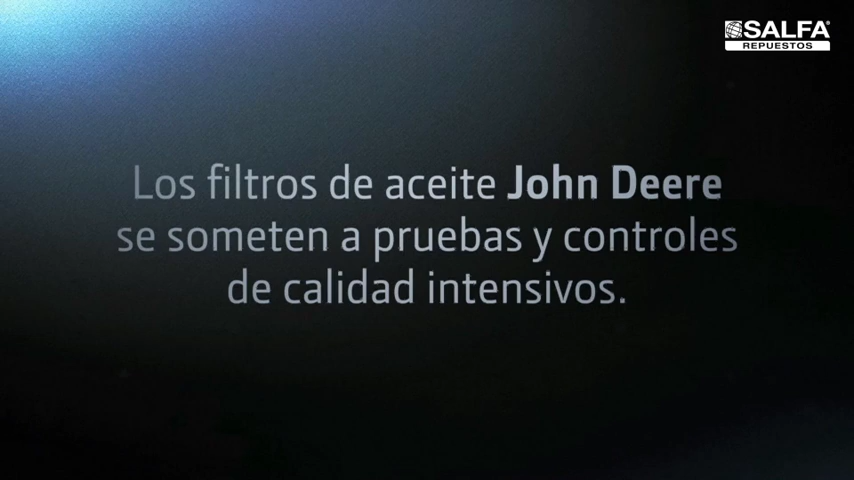 SALFA®
REPUESTOS
Los filtros de aceite John Deere
se someten a pruebas y controles
de calidad intensivos.